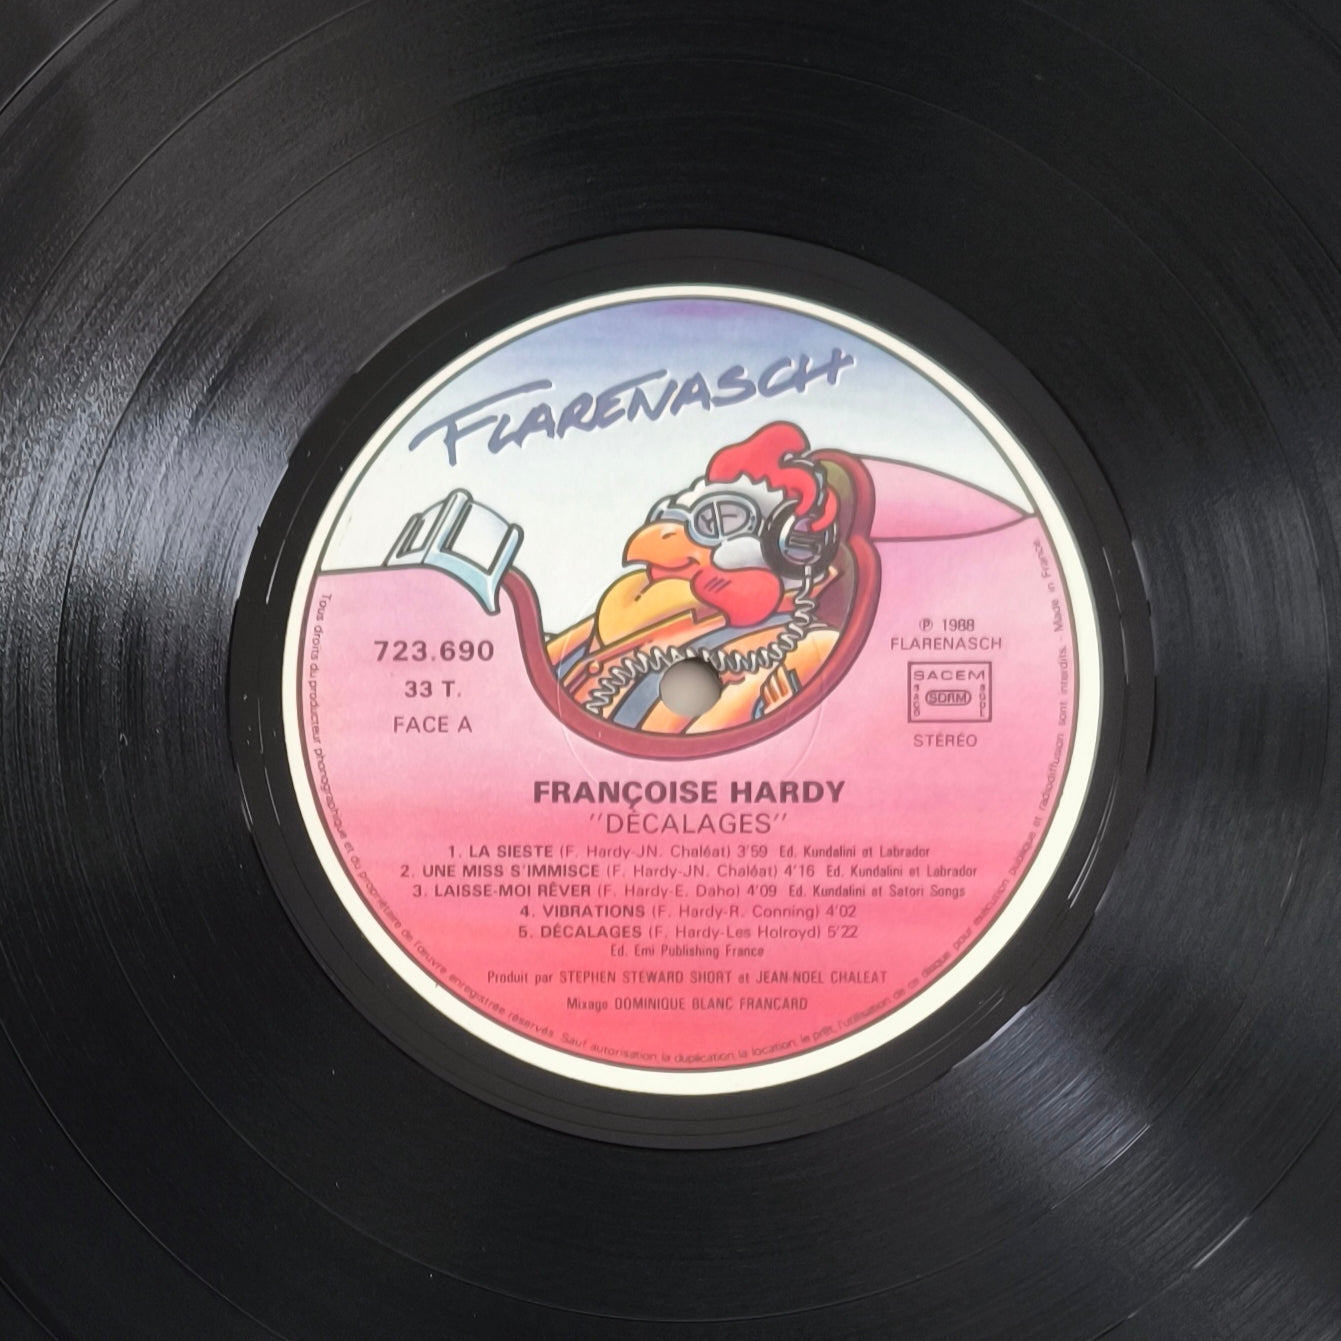 FLARENASCH
723.690
33 T.
FACE A
℗ 1988
FLARENASCH
SACEM
SACD SDRM SGDL
STÉRÉO
FRANÇOISE HARDY
"DÉCALAGES"
1. LA SIESTE (F. Hardy-JN. Chaléat) 3'59 Ed. Kundalini et Labrador
2. UNE MISS S'IMMISCE (F. Hardy-JN. Chaléat) 4'16 Ed. Kundalini et Labrador
3. LAISSE-MOI RÊVER (F. Hardy-E. Daho) 4'09 Ed. Kundalini et Satori Songs
4. VIBRATIONS (F. Hardy-R. Conning) 4'02
5. DÉCALAGES (F. Hardy-Les Holroyd) 5'22
Ed. Emi Publishing France
Produit par STEPHEN STEWARD SHORT et JEAN-NOEL CHALEAT
Mixage DOMINIQUE BLANC FRANCARD
Tous droits du producteur phonographique et du propriétaire de l'œuvre enregistrée réservés. Sauf autorisation, la duplication, la location, le prêt, l'utilisation de ce disque pour exécution publique et radiodiffusion sont interdits. Made in France